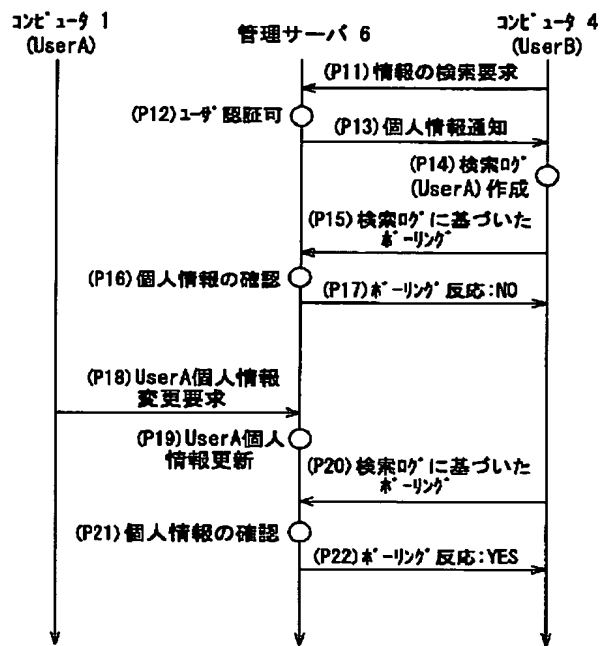 コンピュータ 1
(UserA)
管理サーバ 6
コンピュータ 4
(UserB)
(P11)情報の検索要求
(P12)ユーザ認証可
(P13)個人情報通知
(P14)検索ログ
(UserA)作成
(P15)検索ログに基づいた
ポーリング
(P16)個人情報の確認
(P17)ポーリング反応:NO
(P18)UserA個人情報
変更要求
(P19)UserA個人
情報更新
(P20)検索ログに基づいた
ポーリング
(P21)個人情報の確認
(P22)ポーリング反応:YES